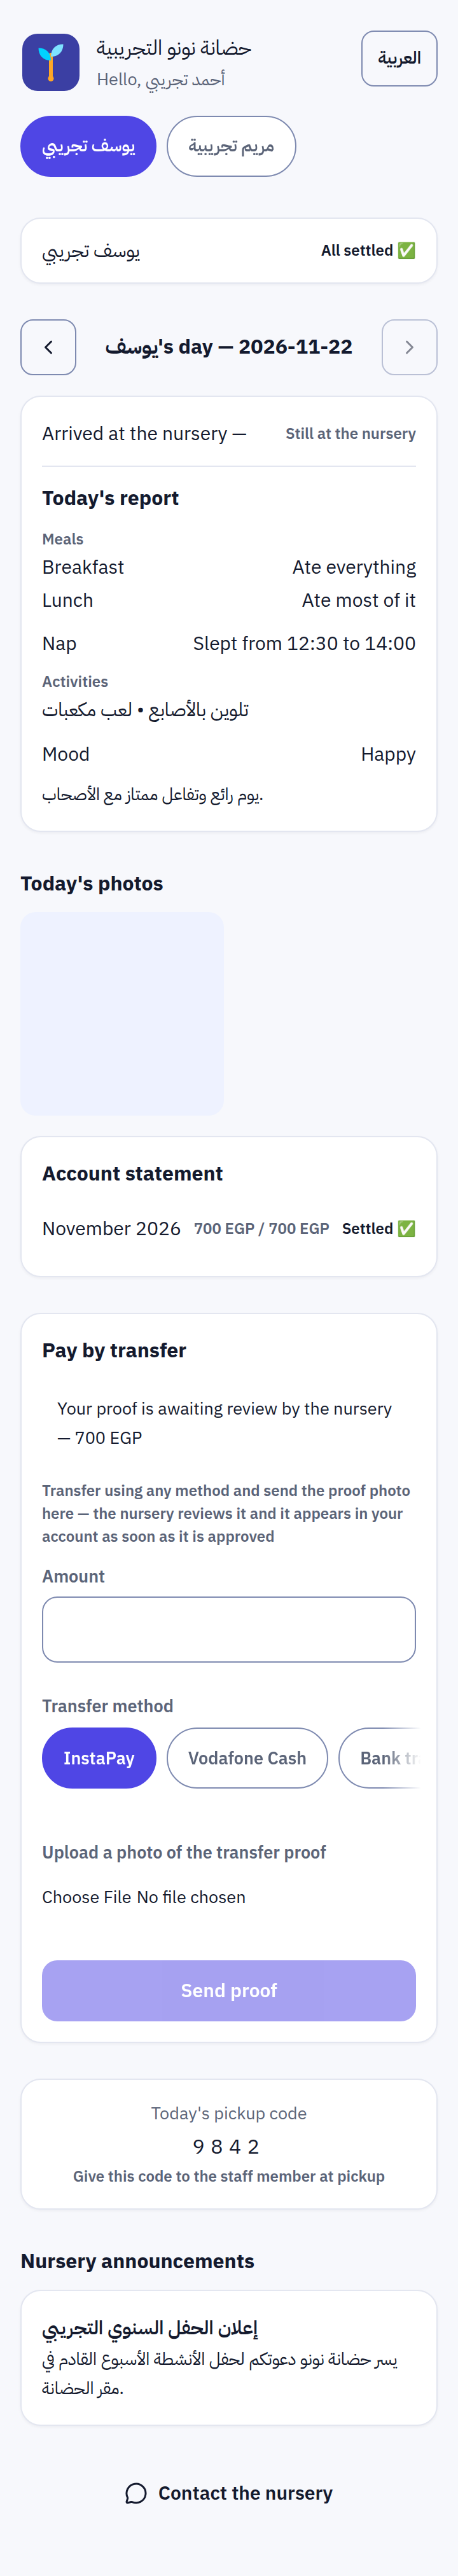 حضانة نونو التجريبية
Hello, أحمد تجريبي
العربية
يوسف تجريبي
مريم تجريبية
يوسف تجريبي
All settled ✅
يوسف's day — 2026-11-22
Arrived at the nursery —
Still at the nursery
Today's report
Meals
Breakfast Ate everything
Lunch Ate most of it
Nap Slept from 12:30 to 14:00
Activities
تلوين بالأصابع • لعب مكعبات
Mood Happy
يوم رائع وتفاعل ممتاز مع الأصحاب.
Today's photos
Account statement
November 2026 700 EGP / 700 EGP Settled ✅
Pay by transfer
Your proof is awaiting review by the nursery
— 700 EGP
Transfer using any method and send the proof photo
here — the nursery reviews it and it appears in your
account as soon as it is approved
Amount
Transfer method
InstaPay
Vodafone Cash
Bank
Upload a photo of the transfer proof
Choose File No file chosen
Send proof
Today's pickup code
9842
Give this code to the staff member at pickup
Nursery announcements
إعلان الحفل السنوي التجريبي
يسر حضانة نونو دعوتكم لحفل الأنشطة الأسبوع القادم في
مقر الحضانة.
Contact the nursery